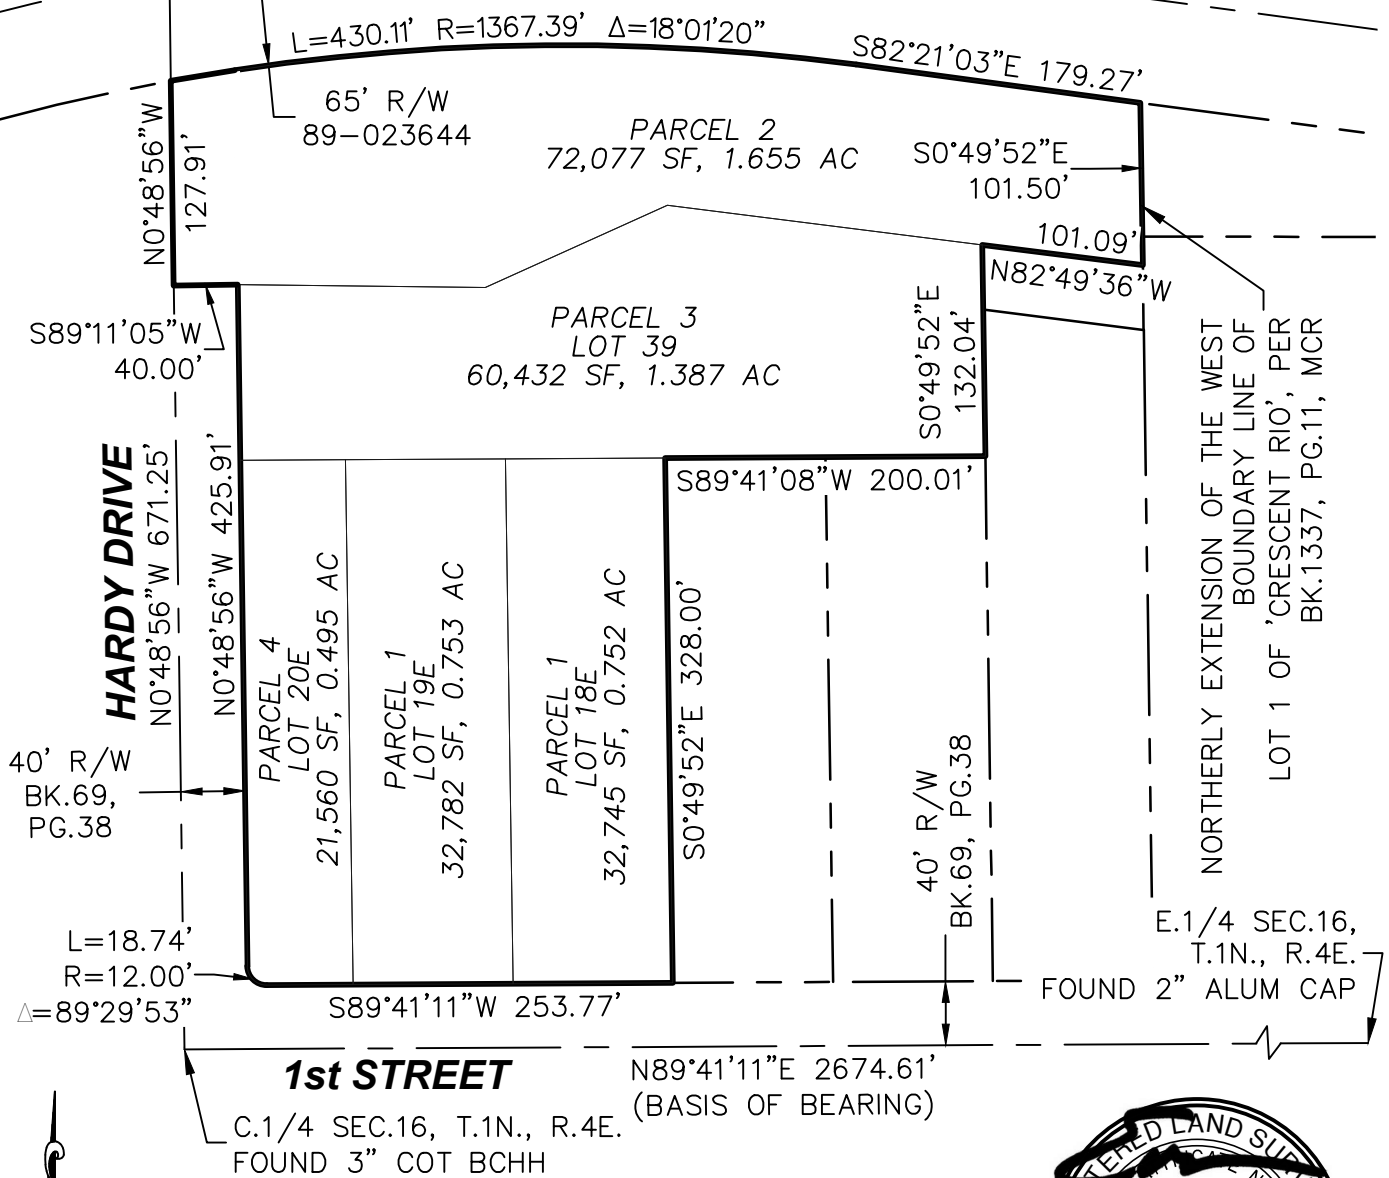 L=430.11' R=1367.39' Δ=18°01'20"
S82°21'03"E 179.27'
65' R/W
89-023644
PARCEL 2
72,077 SF, 1.655 AC
S0°49'52"E
101.50'
N0°48'56"W
127.91'
101.09'
N82°49'36"W
S89°11'05"W
40.00'
PARCEL 3
LOT 39
60,432 SF, 1.387 AC
S0°49'52"E
132.04'
NORTHERLY EXTENSION OF THE WEST
BOUNDARY LINE OF
LOT 1 OF 'CRESCENT RIO', PER
BK.1337, PG.11, MCR
HARDY DRIVE
N0°48'56"W 671.25'
N0°48'56"W 425.91'
S89°41'08"W 200.01'
PARCEL 4
LOT 20E
21,560 SF, 0.495 AC
PARCEL 1
LOT 19E
32,782 SF, 0.753 AC
PARCEL 1
LOT 18E
32,745 SF, 0.752 AC
S0°49'52"E 328.00'
40' R/W
BK.69, PG.38
40' R/W
BK.69,
PG.38
L=18.74'
R=12.00'
Δ=89°29'53"
S89°41'11"W 253.77'
E.1/4 SEC.16,
T.1N., R.4E.
FOUND 2" ALUM CAP
1st STREET
N89°41'11"E 2674.61'
(BASIS OF BEARING)
C.1/4 SEC.16, T.1N., R.4E.
FOUND 3" COT BCHH
LAND